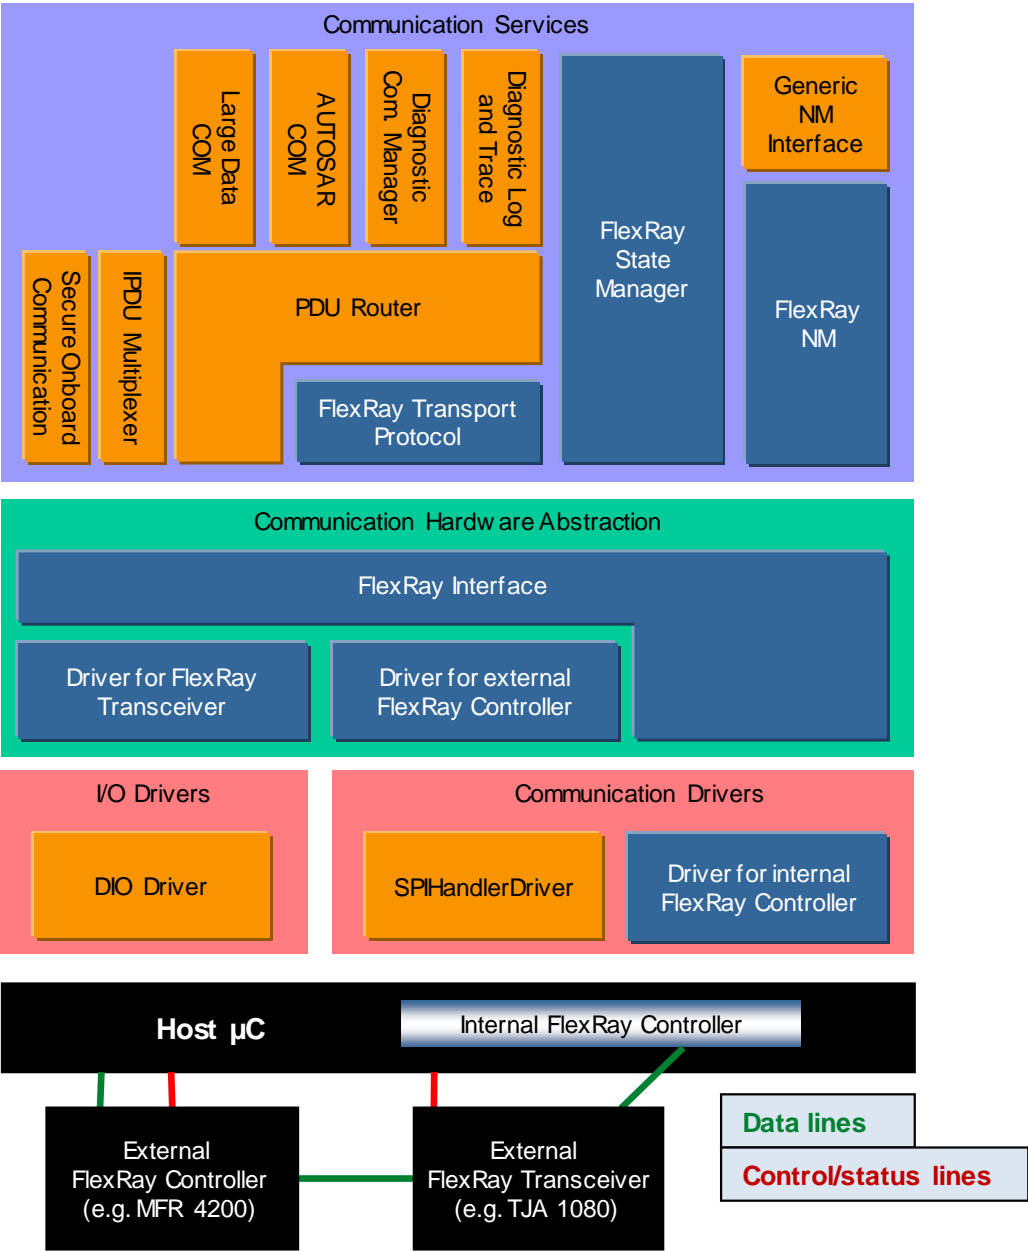 Communication Services
Large Data
COM
AUTOSAR
COM
Diagnostic
Com. Manager
Diagnostic Log
and Trace
Generic
NM
Interface
FlexRay
State
Manager
FlexRay
NM
Secure Onboard
Communication
IPDU Multiplexer
PDU Router
FlexRay Transport
Protocol
Communication Hardware Abstraction
FlexRay Interface
Driver for FlexRay
Transceiver
Driver for external
FlexRay Controller
I/O Drivers
Communication Drivers
DIO Driver
SPIHandlerDriver
Driver for internal
FlexRay Controller
Host µC
Internal FlexRay Controller
External
FlexRay Controller
(e.g. MFR 4200)
External
FlexRay Transceiver
(e.g. TJA 1080)
Data lines
Control/status lines